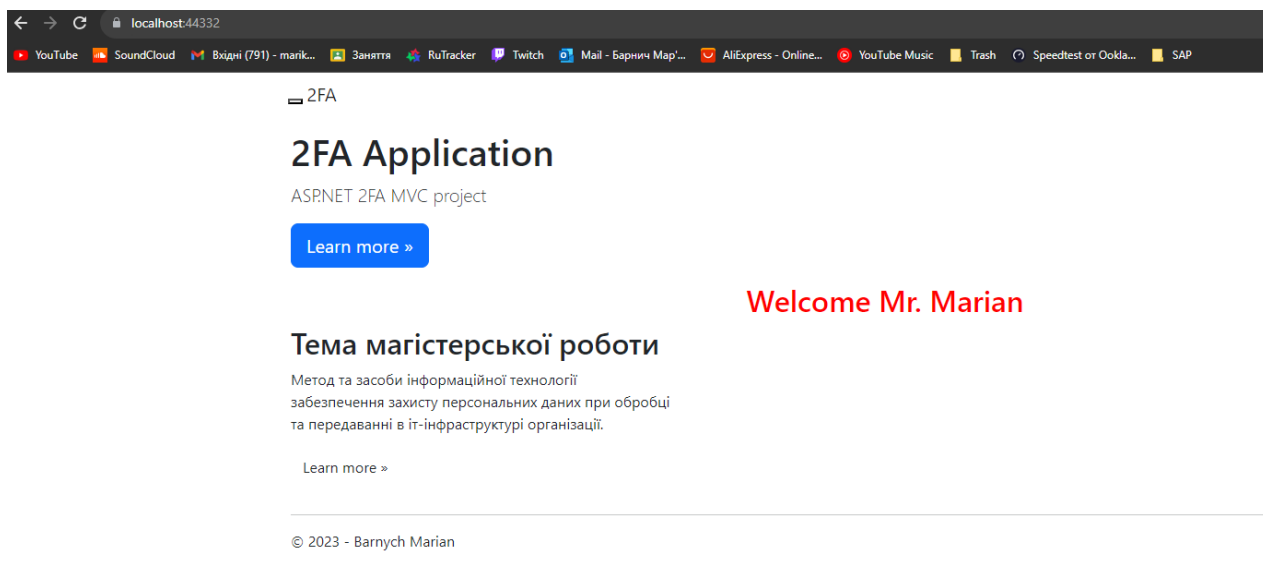 localhost:44332
YouTube SoundCloud Вхідні (791) - marik... Заняття RuTracker Twitch Mail - Барнич Мар'... AliExpress - Online... YouTube Music Trash Speedtest от Ookla... SAP
2FA
2FA Application
ASP.NET 2FA MVC project
Learn more »
Welcome Mr. Marian
Тема магістерської роботи
Метод та засоби інформаційної технології
забезпечення захисту персональних даних при обробці
та передаванні в іт-інфраструктурі організації.
Learn more »
© 2023 - Barnych Marian